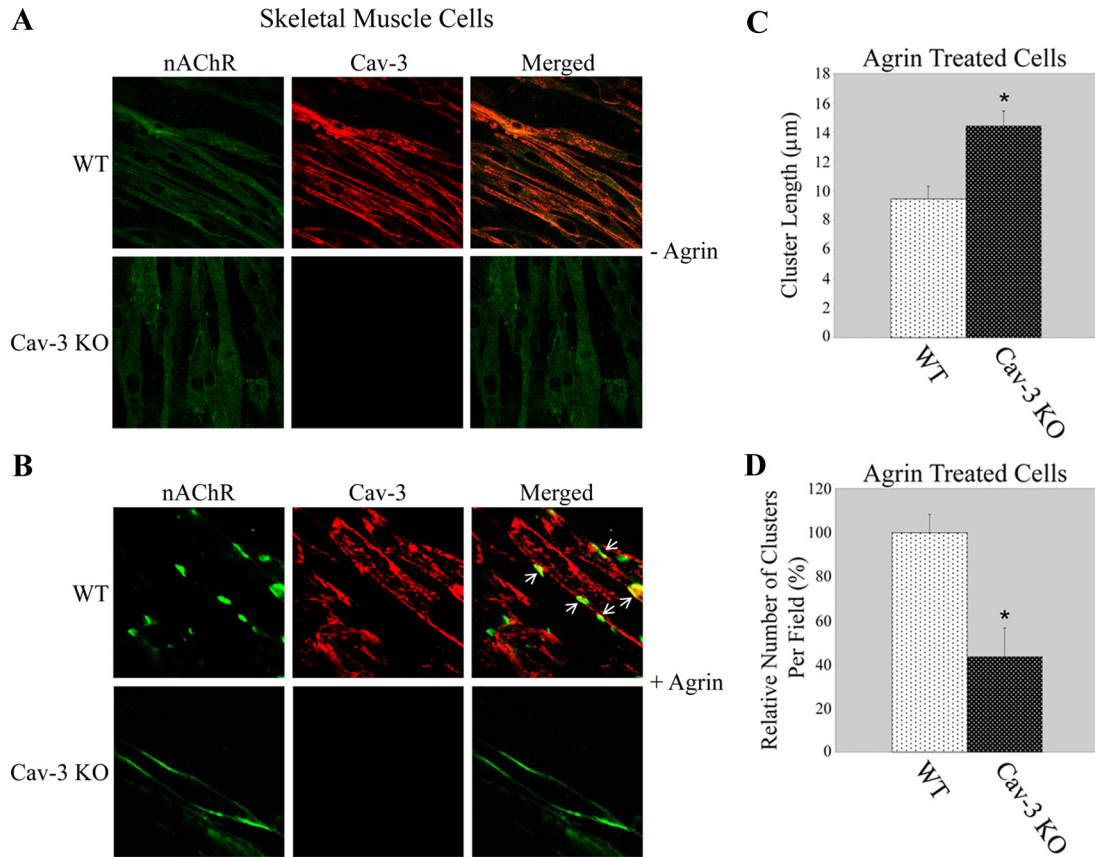 A
Skeletal Muscle Cells
nAChR Cav-3 Merged
WT
- Agrin
Cav-3 KO
B
nAChR Cav-3 Merged
WT
+ Agrin
Cav-3 KO
C
Agrin Treated Cells
Cluster Length (μm)
18
16
14
12
10
8
6
4
2
0
*
WT
Cav-3 KO
D
Agrin Treated Cells
Relative Number of Clusters
Per Field (%)
120
100
80
60
40
20
0
*
WT
Cav-3 KO